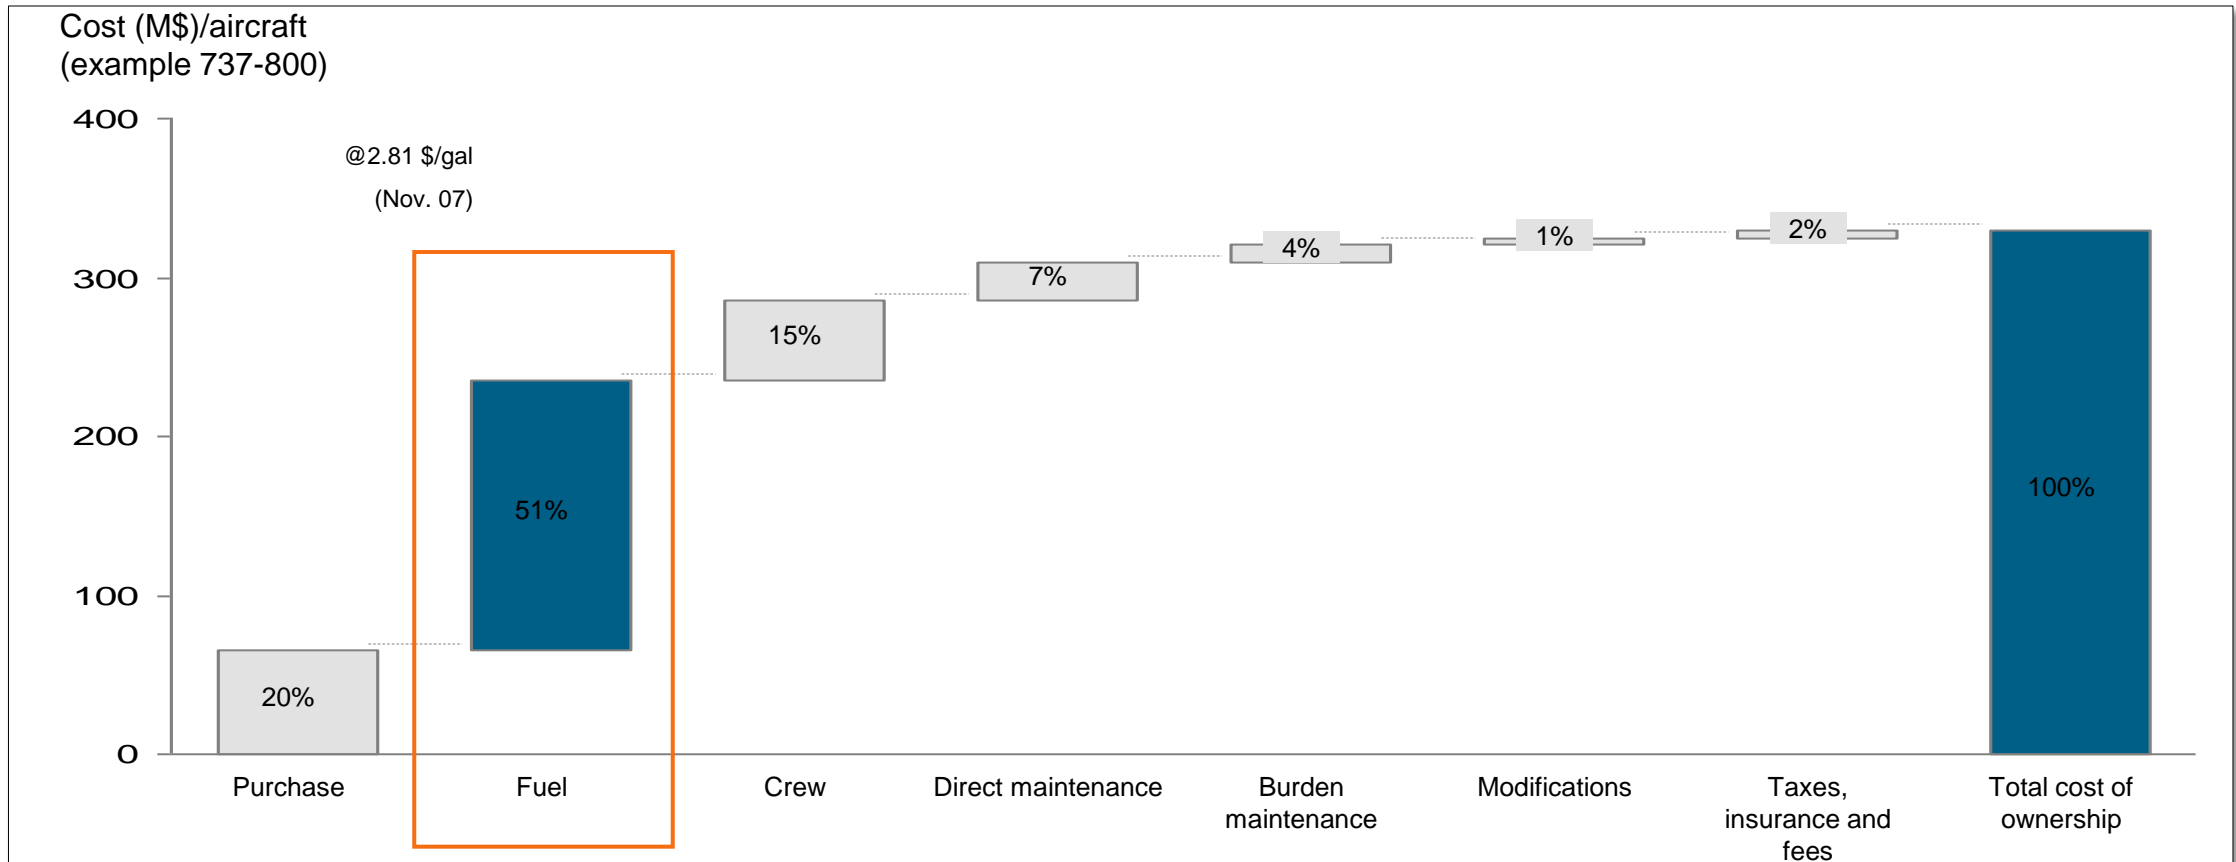 Cost (M$)/aircraft
(example 737-800)
400
@2.81 $/gal
(Nov. 07)
300
200
100
0
20%
51%
15%
7%
4%
1%
2%
100%
Purchase
Fuel
Crew
Direct maintenance
Burden
maintenance
Modifications
Taxes,
insurance and
fees
Total cost of
ownership